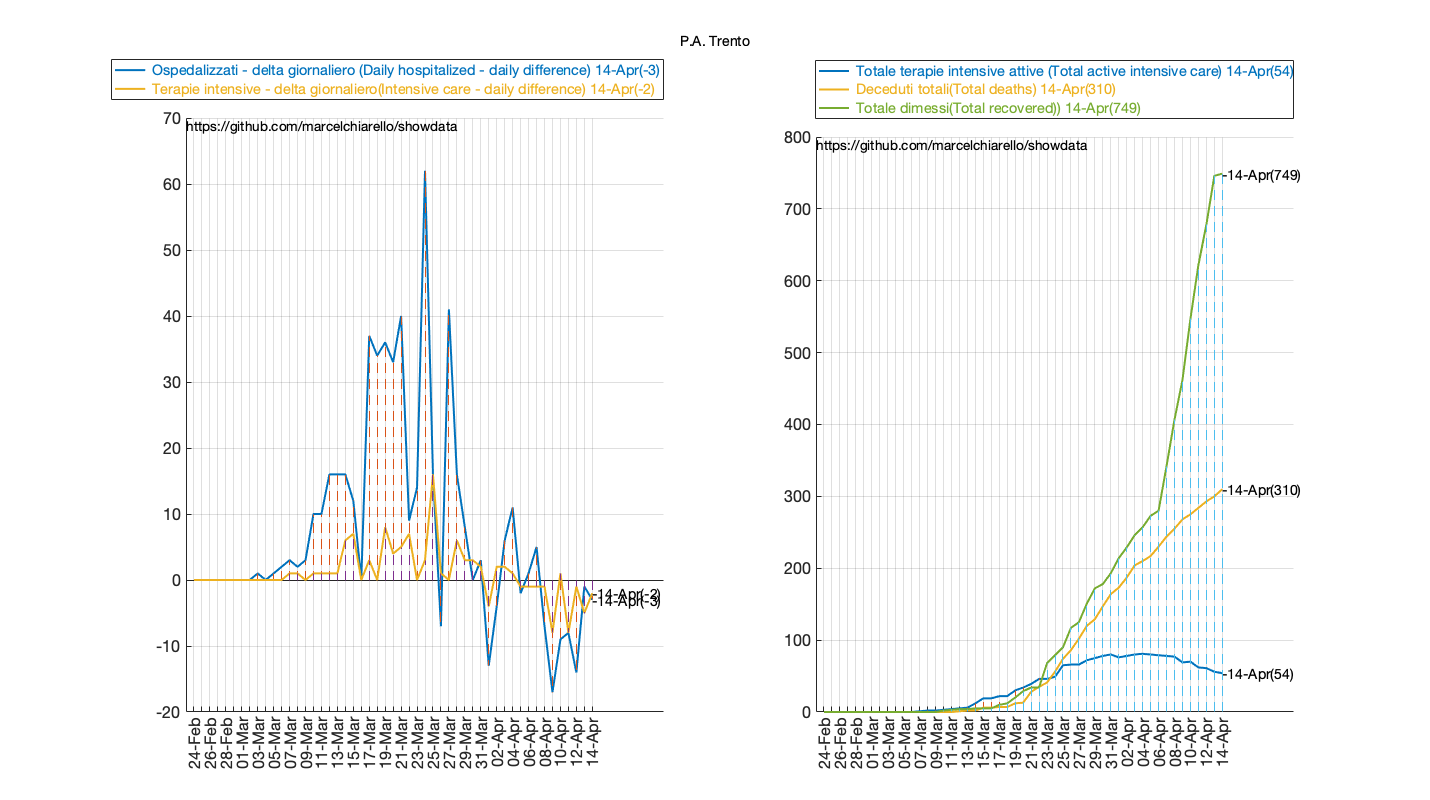 P.A. Trento
Ospedalizzati - delta giornaliero (Daily hospitalized - daily difference) 14-Apr(-3)
Terapie intensive - delta giornaliero(Intensive care - daily difference) 14-Apr(-2)
https://github.com/marcelchiarello/showdata
70
60
50
40
30
20
10
0
-10
-20
-14-Apr(-2)
-14-Apr(-3)
24-Feb
26-Feb
28-Feb
01-Mar
03-Mar
05-Mar
07-Mar
09-Mar
11-Mar
13-Mar
15-Mar
17-Mar
19-Mar
21-Mar
23-Mar
25-Mar
27-Mar
29-Mar
31-Mar
02-Apr
04-Apr
06-Apr
08-Apr
10-Apr
12-Apr
14-Apr
Totale terapie intensive attive (Total active intensive care) 14-Apr(54)
Deceduti totali(Total deaths) 14-Apr(310)
Totale dimessi(Total recovered)) 14-Apr(749)
https://github.com/marcelchiarello/showdata
800
700
600
500
400
300
200
100
0
-14-Apr(749)
-14-Apr(310)
-14-Apr(54)
24-Feb
26-Feb
28-Feb
01-Mar
03-Mar
05-Mar
07-Mar
09-Mar
11-Mar
13-Mar
15-Mar
17-Mar
19-Mar
21-Mar
23-Mar
25-Mar
27-Mar
29-Mar
31-Mar
02-Apr
04-Apr
06-Apr
08-Apr
10-Apr
12-Apr
14-Apr